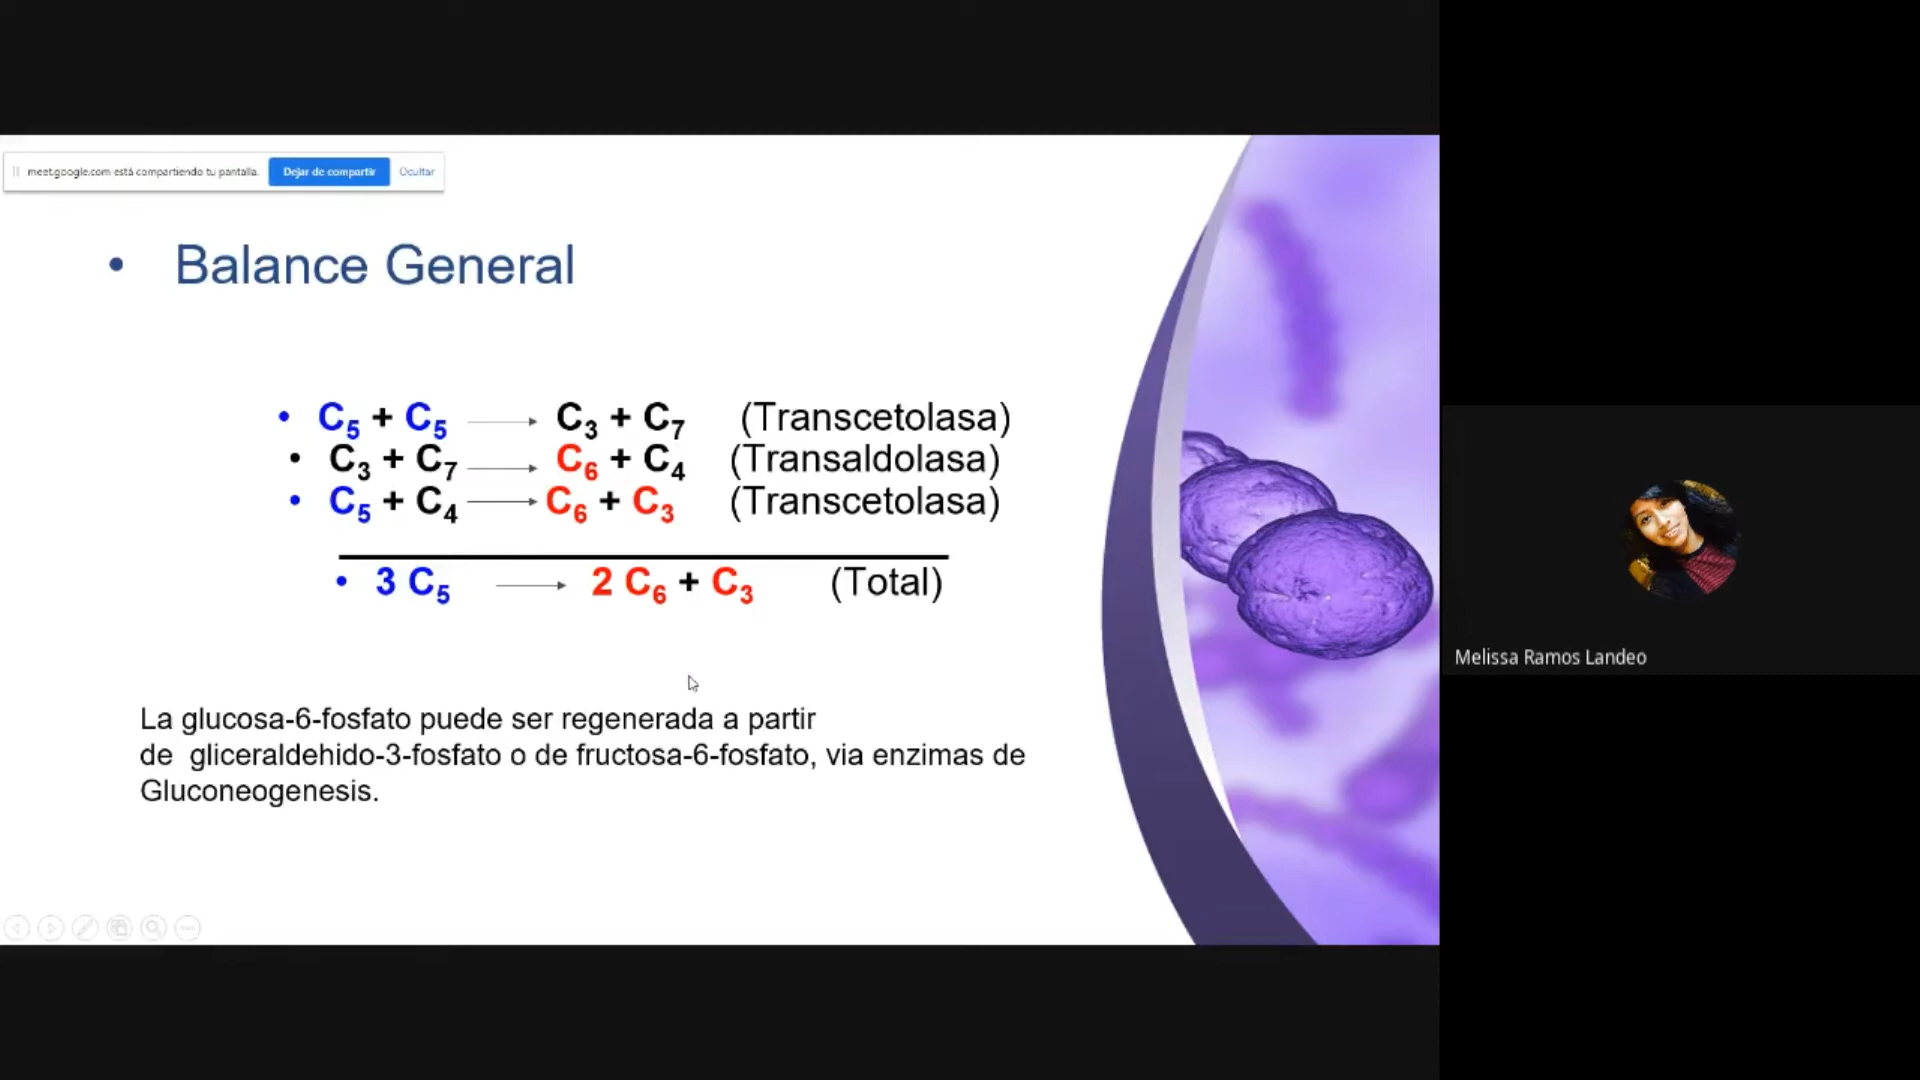 meet.google.com está compartiendo tu pantalla. Dejar de compartir Ocultar
• Balance General
• C₅ + C₅ → C₃ + C₇ (Transcetolasa)
• C₃ + C₇ → C₆ + C₄ (Transaldolasa)
• C₅ + C₄ → C₆ + C₃ (Transcetolasa)
• 3 C₅ → 2 C₆ + C₃ (Total)
La glucosa-6-fosfato puede ser regenerada a partir
de gliceraldehido-3-fosfato o de fructosa-6-fosfato, via enzimas de
Gluconeogenesis.
Melissa Ramos Landeo